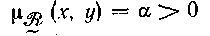 μ_ℛ̰ (x, y) = α > 0